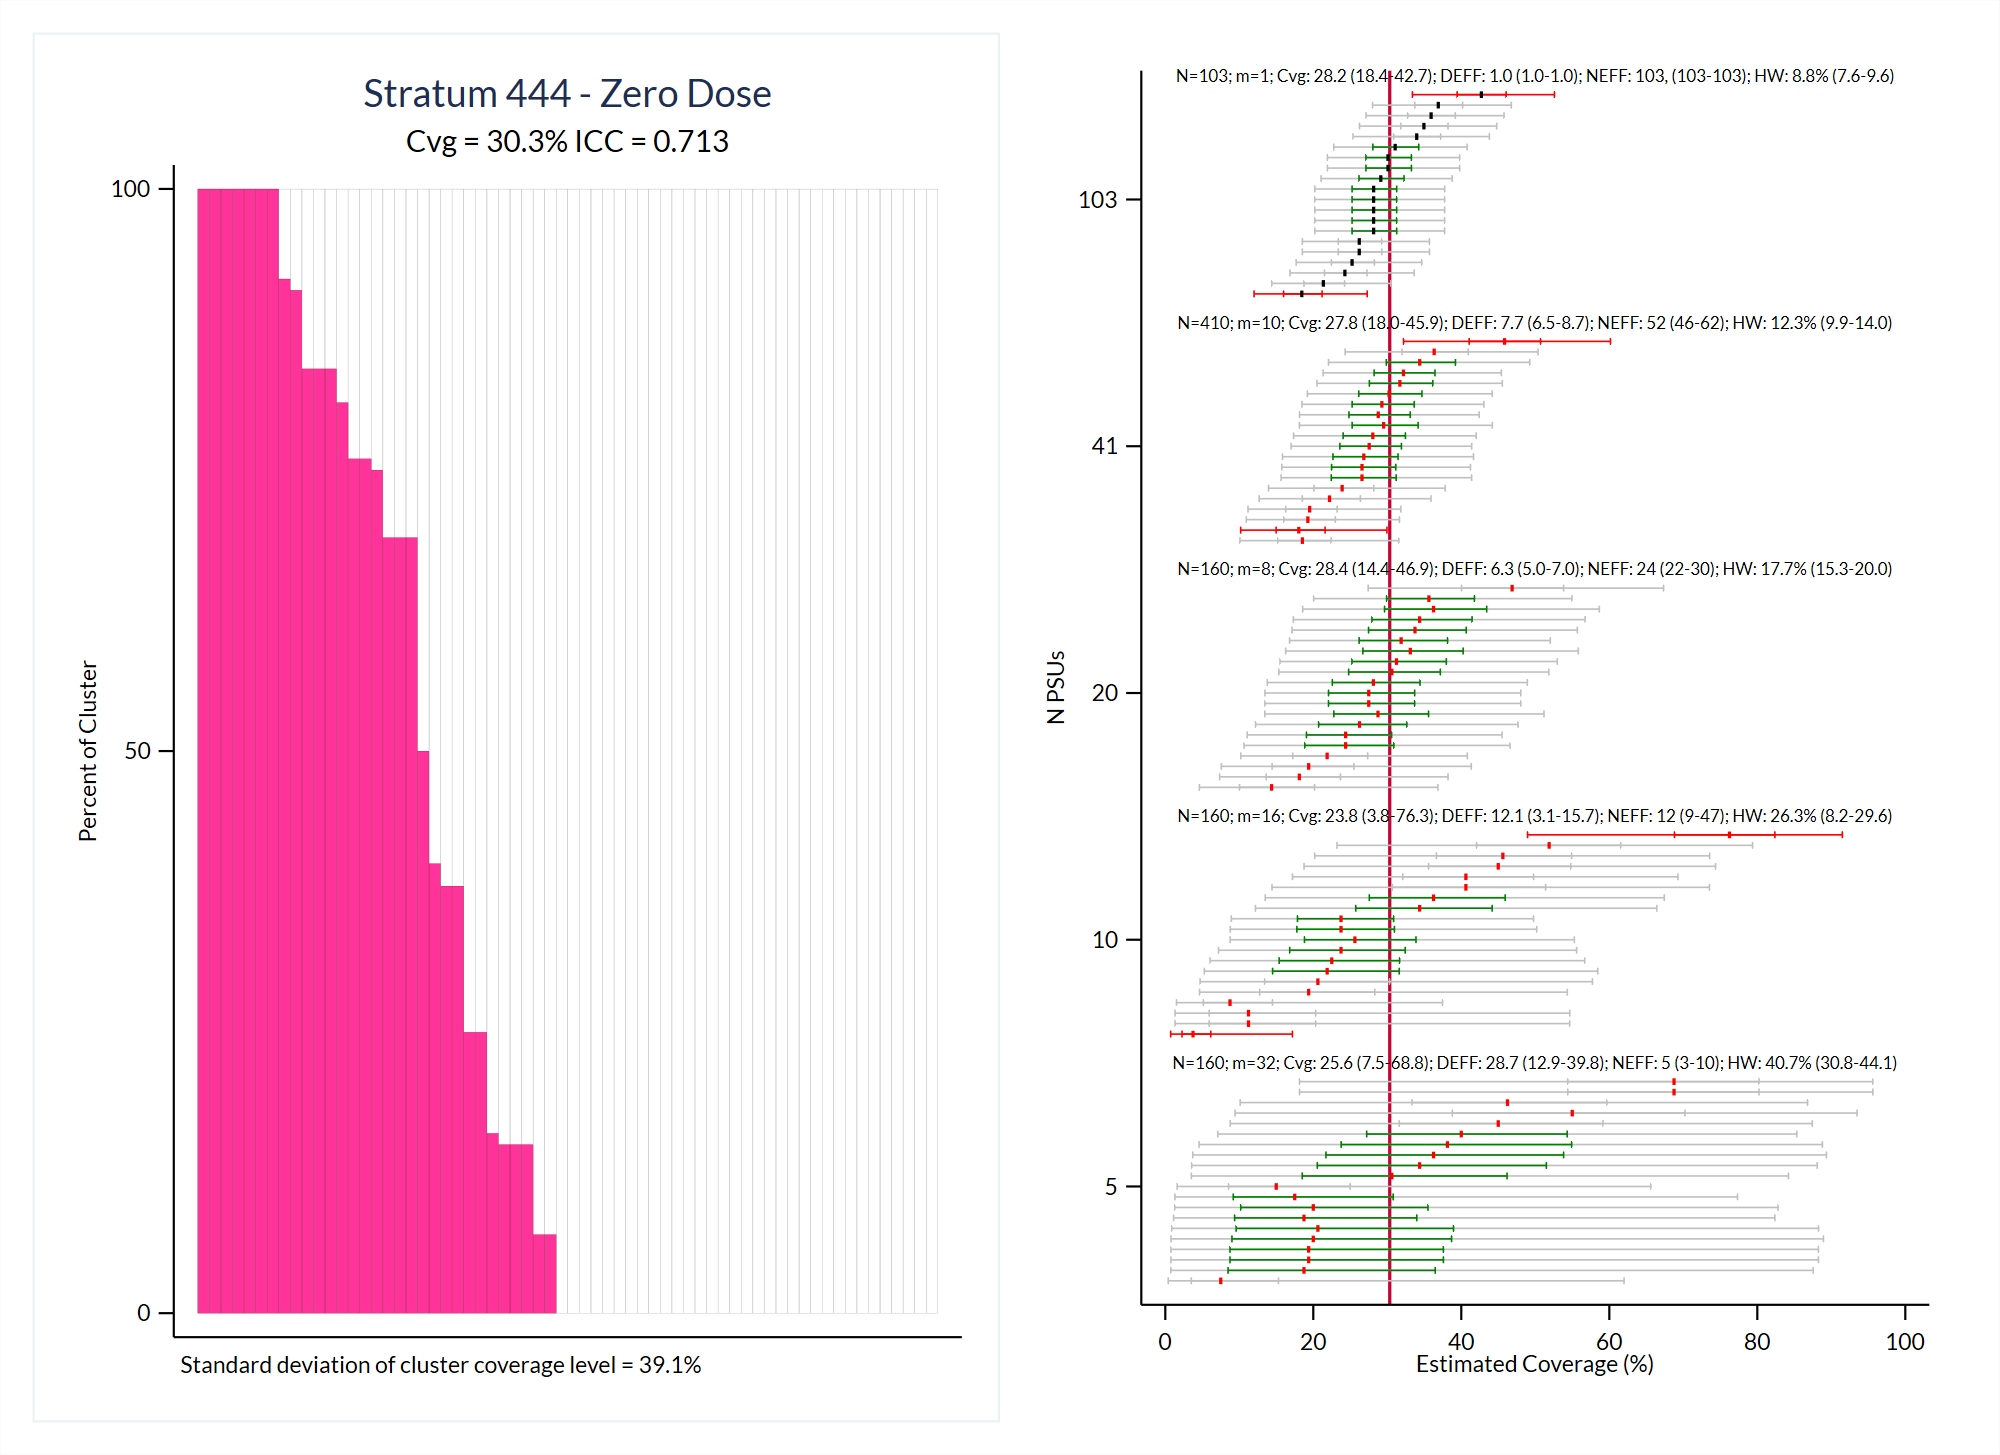 Stratum 444 - Zero Dose
Cvg = 30.3% ICC = 0.713
100
50
0
Percent of Cluster
Standard deviation of cluster coverage level = 39.1%
N=103; m=1; Cvg: 28.2 (18.4-42.7); DEFF: 1.0 (1.0-1.0); NEFF: 103, (103-103); HW: 8.8% (7.6-9.6)
103
N=410; m=10; Cvg: 27.8 (18.0-45.9); DEFF: 7.7 (6.5-8.7); NEFF: 52 (46-62); HW: 12.3% (9.9-14.0)
41
N=160; m=8; Cvg: 28.4 (14.4-46.9); DEFF: 6.3 (5.0-7.0); NEFF: 24 (22-30); HW: 17.7% (15.3-20.0)
20
N=160; m=16; Cvg: 23.8 (3.8-76.3); DEFF: 12.1 (3.1-15.7); NEFF: 12 (9-47); HW: 26.3% (8.2-29.6)
10
N=160; m=32; Cvg: 25.6 (7.5-68.8); DEFF: 28.7 (12.9-39.8); NEFF: 5 (3-10); HW: 40.7% (30.8-44.1)
5
N PSUs
0 20 40 60 80 100
Estimated Coverage (%)